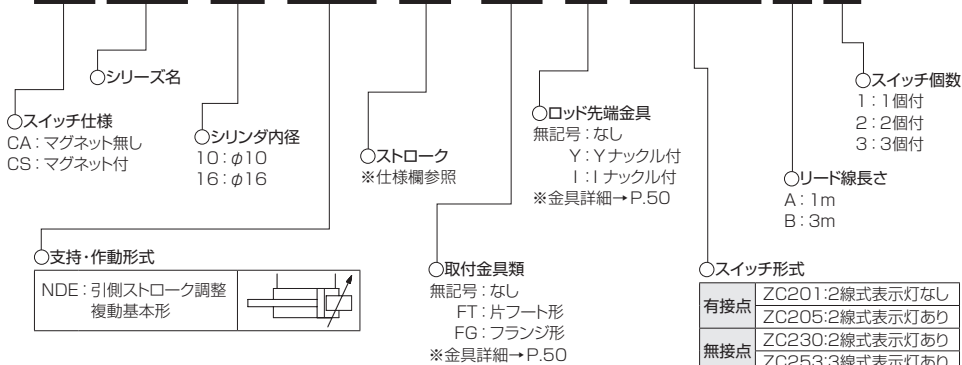 ○シリーズ名
○スイッチ仕様
CA：マグネット無し
CS：マグネット付
○シリンダ内径
10：φ10
16：φ16
○ストローク
※仕様欄参照
○ロッド先端金具
無記号：なし
Y：Yナックル付
I：Iナックル付
※金具詳細→P.50
○スイッチ個数
1：1個付
2：2個付
3：3個付
○リード線長さ
A：1m
B：3m
○支持・作動形式
NDE：引側ストローク調整
複動基本形
○取付金具類
無記号：なし
FT：片フート形
FG：フランジ形
※金具詳細→P.50
○スイッチ形式
有接点
ZC201:2線式表示灯なし
ZC205:2線式表示灯あり
無接点
ZC230:2線式表示灯あり
ZC253:3線式表示灯あり